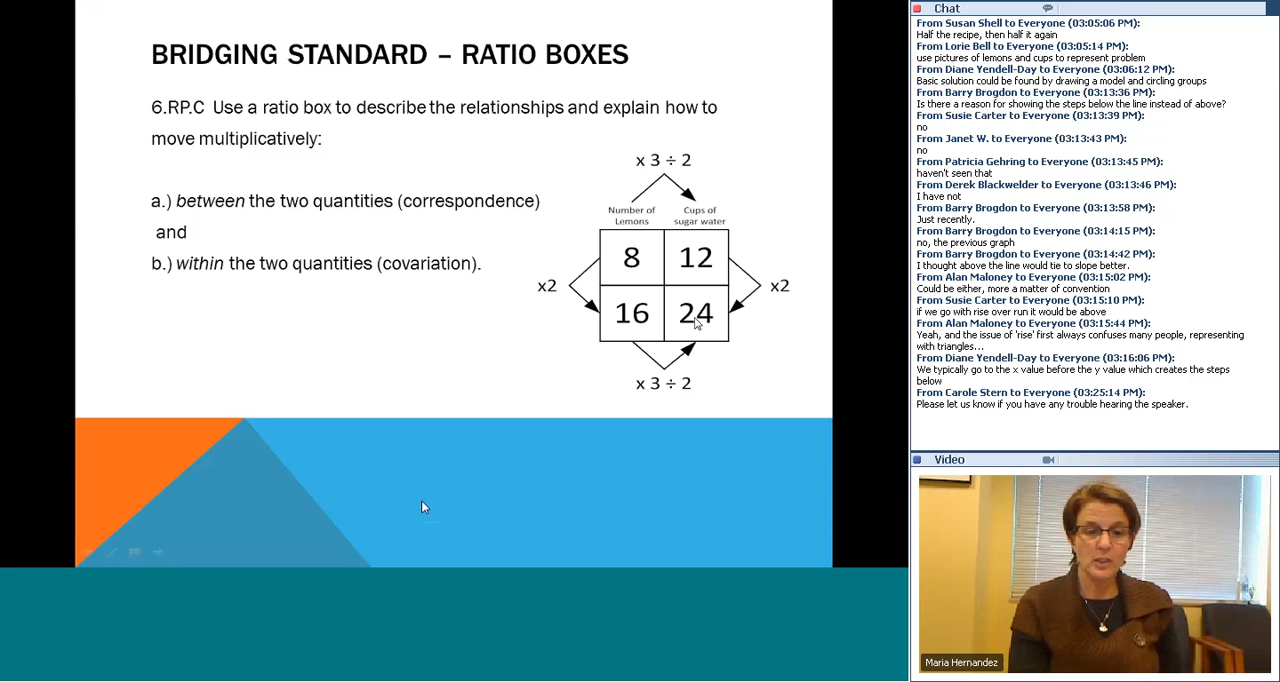 BRIDGING STANDARD – RATIO BOXES
6.RP.C Use a ratio box to describe the relationships and explain how to
move multiplicatively:
a.) between the two quantities (correspondence)
and
b.) within the two quantities (covariation).
x 3 ÷ 2
Number of
Lemons
Cups of
sugar water
8
12
x2
x2
16
24
x 3 ÷ 2
Chat
From Susan Shell to Everyone (03:05:06 PM):
Half the recipe, then half it again
From Lorie Bell to Everyone (03:05:14 PM):
use pictures of lemons and cups to represent problem
From Diane Yendell-Day to Everyone (03:06:12 PM):
Basic solution could be found by drawing a model and circling groups
From Barry Brogdon to Everyone (03:13:36 PM):
Is there a reason for showing the steps below the line instead of above?
From Susie Carter to Everyone (03:13:39 PM):
no
From Janet W. to Everyone (03:13:43 PM):
no
From Patricia Gehring to Everyone (03:13:45 PM):
haven't seen that
From Derek Blackwelder to Everyone (03:13:46 PM):
I have not
From Barry Brogdon to Everyone (03:13:58 PM):
Just recently.
From Barry Brogdon to Everyone (03:14:15 PM):
no, the previous graph
From Barry Brogdon to Everyone (03:14:42 PM):
I thought above the line would tie to slope better.
From Alan Maloney to Everyone (03:15:02 PM):
Could be either, more a matter of convention
From Susie Carter to Everyone (03:15:10 PM):
if we go with rise over run it would be above
From Alan Maloney to Everyone (03:15:44 PM):
Yeah, and the issue of 'rise' first always confuses many people, representing
with triangles...
From Diane Yendell-Day to Everyone (03:16:06 PM):
We typically go to the x value before the y value which creates the steps
below
From Carole Stern to Everyone (03:25:14 PM):
Please let us know if you have any trouble hearing the speaker.
Video
Maria Hernandez